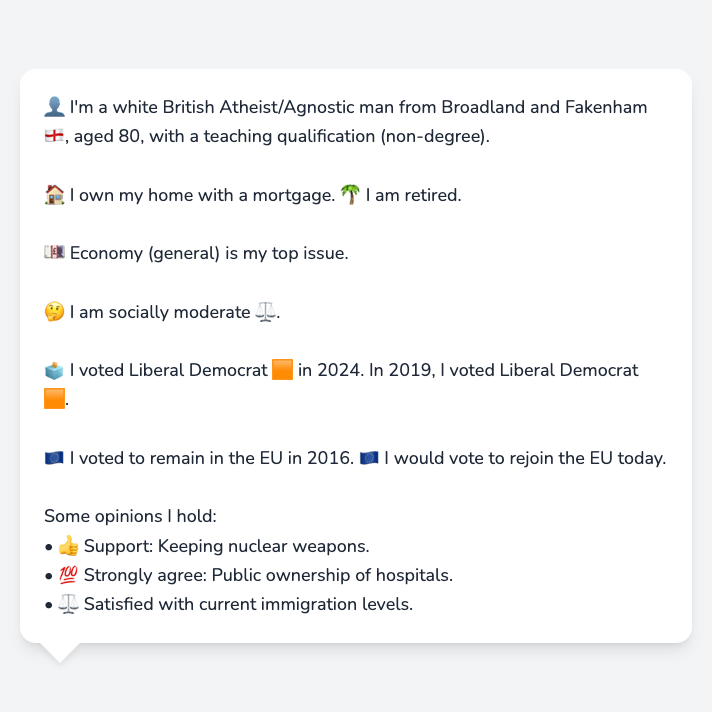 👤 I'm a white British Atheist/Agnostic man from Broadland and Fakenham
🏴󠁧󠁢󠁥󠁮󠁧󠁿, aged 80, with a teaching qualification (non-degree).
🏠 I own my home with a mortgage. 🌴 I am retired.
💷 Economy (general) is my top issue.
🤔 I am socially moderate ⚖️.
🗳️ I voted Liberal Democrat 🟧 in 2024. In 2019, I voted Liberal Democrat
🟧.
🇪🇺 I voted to remain in the EU in 2016. 🇪🇺 I would vote to rejoin the EU today.
Some opinions I hold:
• 👍 Support: Keeping nuclear weapons.
• 💯 Strongly agree: Public ownership of hospitals.
• ⚖️ Satisfied with current immigration levels.